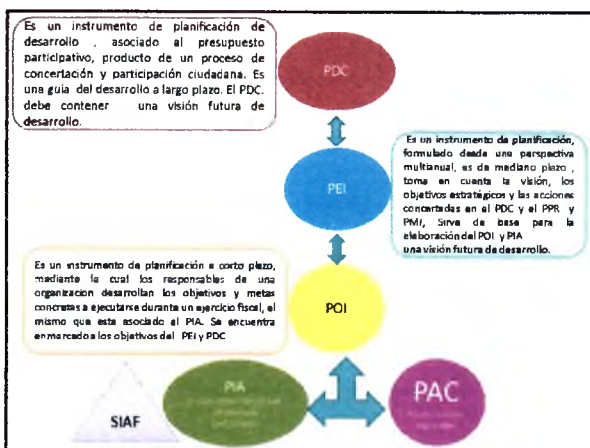 Es un instrumento de planificación de
desarrollo , asociado al presupuesto
participativo, producto de un proceso de
concertación y participación ciudadana. Es
una guía del desarrollo a largo plazo. El PDC.
debe contener una visión futura de
desarrollo.
PDC
Es un instrumento de planificación,
formulado desde una perspectiva
multianual, es de mediano plazo ,
toma en cuenta la visión, los
objetivos estratégicos y las acciones
concertadas en el PDC y el PPR y
PMI, Sirve de base para la
elaboración del POI y PIA
una visión futura de desarrollo.
PEI
Es un instrumento de planificación a corto plazo,
mediante la cual los responsables de una
organización desarrollan los objetivos y metas
concretas a ejecutarse durante un ejercicio fiscal, el
mismo que esta asociado al PIA. Se encuentra
enmarcado a los objetivos del PEI y PDC
POI
SIAF
PIA
PAC